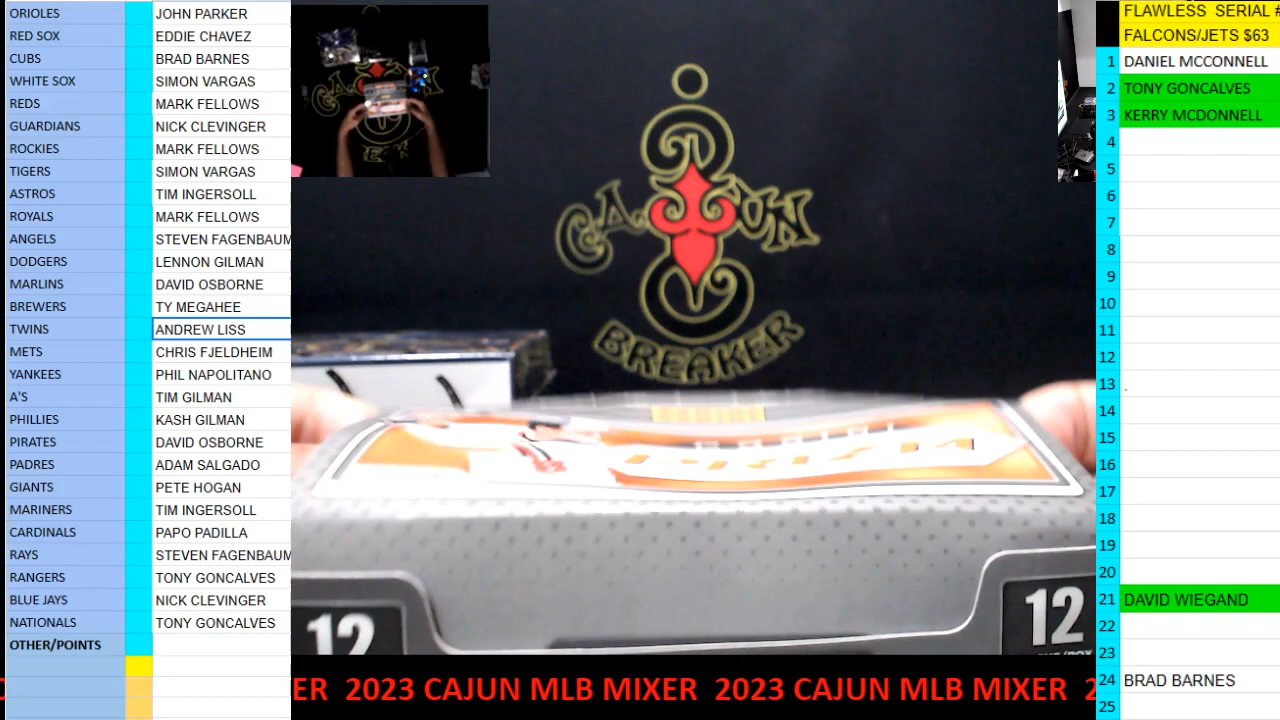 ORIOLES JOHN PARKER
RED SOX EDDIE CHAVEZ
CUBS BRAD BARNES
WHITE SOX SIMON VARGAS
REDS MARK FELLOWS
GUARDIANS NICK CLEVINGER
ROCKIES MARK FELLOWS
TIGERS SIMON VARGAS
ASTROS TIM INGERSOLL
ROYALS MARK FELLOWS
ANGELS STEVEN FAGENBAUM
DODGERS LENNON GILMAN
MARLINS DAVID OSBORNE
BREWERS TY MEGAHEE
TWINS ANDREW LISS
METS CHRIS FJELDHEIM
YANKEES PHIL NAPOLITANO
A'S TIM GILMAN
PHILLIES KASH GILMAN
PIRATES DAVID OSBORNE
PADRES ADAM SALGADO
GIANTS PETE HOGAN
MARINERS TIM INGERSOLL
CARDINALS PAPO PADILLA
RAYS STEVEN FAGENBAUM
RANGERS TONY GONCALVES
BLUE JAYS NICK CLEVINGER
NATIONALS TONY GONCALVES
OTHER/POINTS
CAJUN
BREAKER
PRIZM
12
12
FLAWLESS SERIAL #
FALCONS/JETS $63
1 DANIEL MCCONNELL
2 TONY GONCALVES
3 KERRY MCDONNELL
4
5
6
7
8
9
10
11
12
13
14
15
16
17
18
19
20
21 DAVID WIEGAND
22
23
24 BRAD BARNES
25
ER 2023 CAJUN MLB MIXER 2023 CAJUN MLB MIXER 2